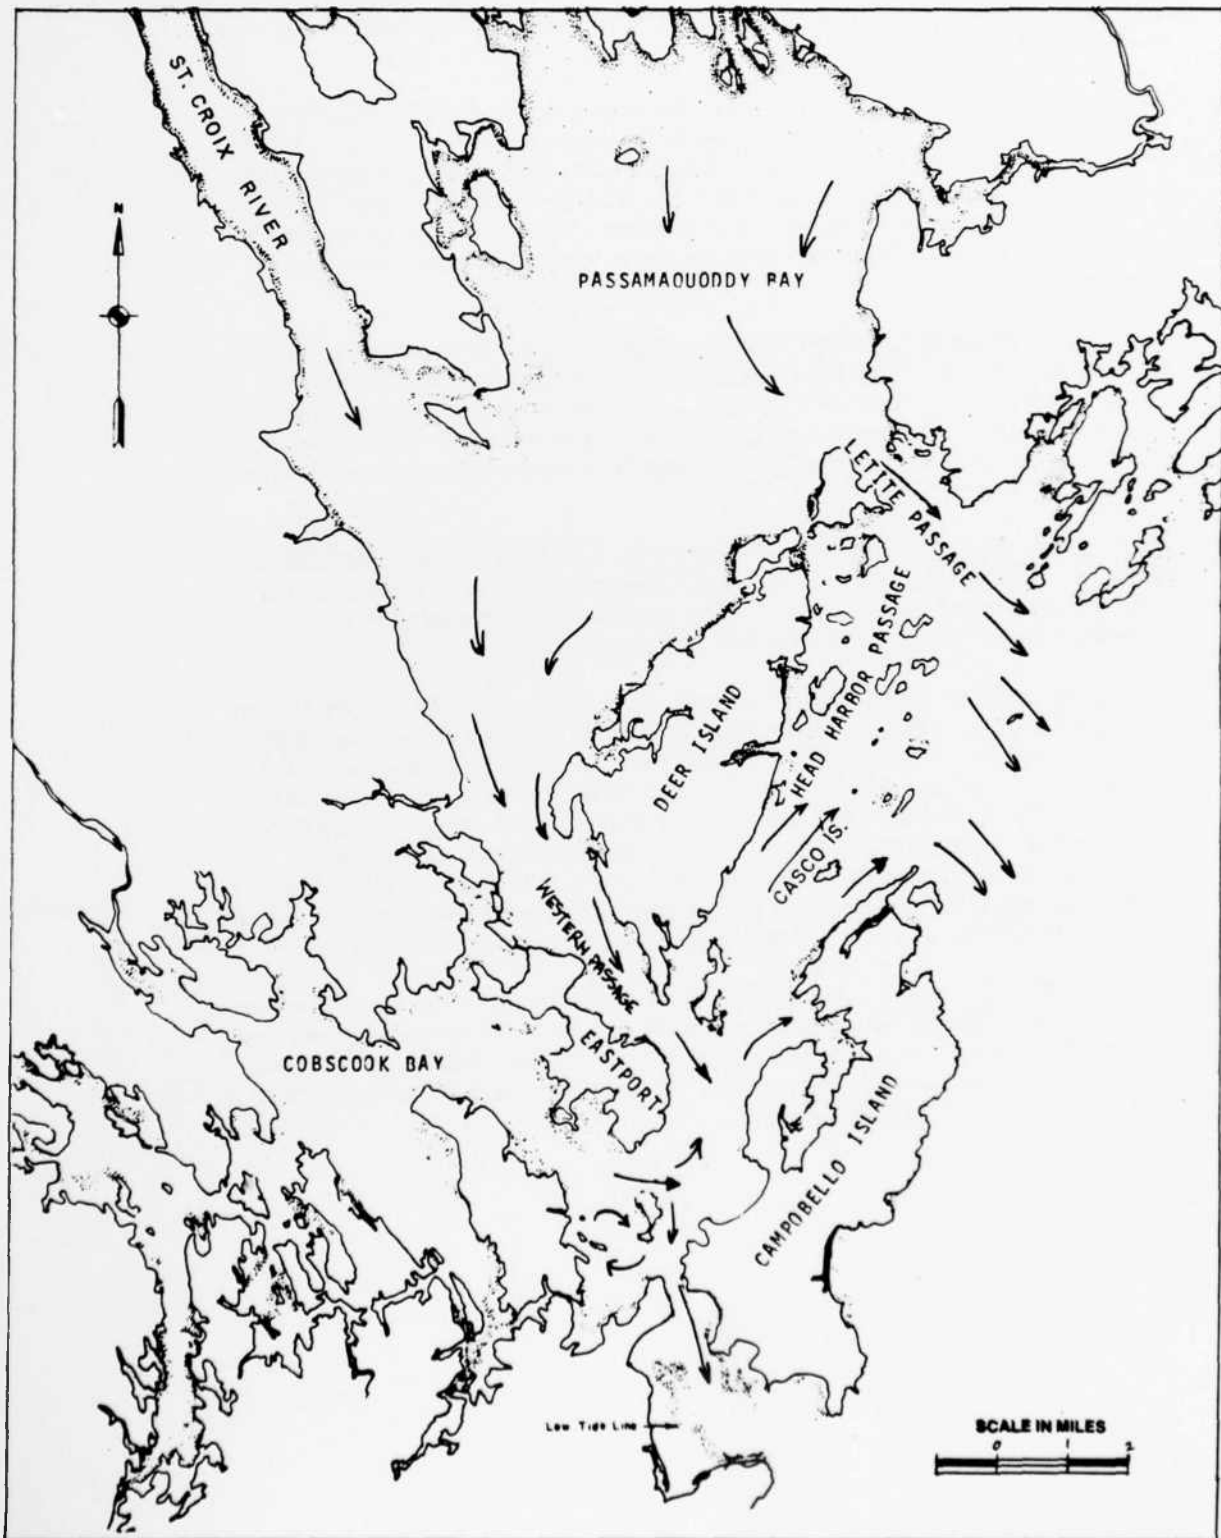 ST. CROIX RIVER
N
PASSAMAQUODDY BAY
LETITE PASSAGE
HEAD HARBOR PASSAGE
DEER ISLAND
CASCO IS.
WESTERN PASSAGE
EASTPORT
COBSCOOK BAY
CAMPOBELLO ISLAND
Low Tide Line
SCALE IN MILES
0 1 2